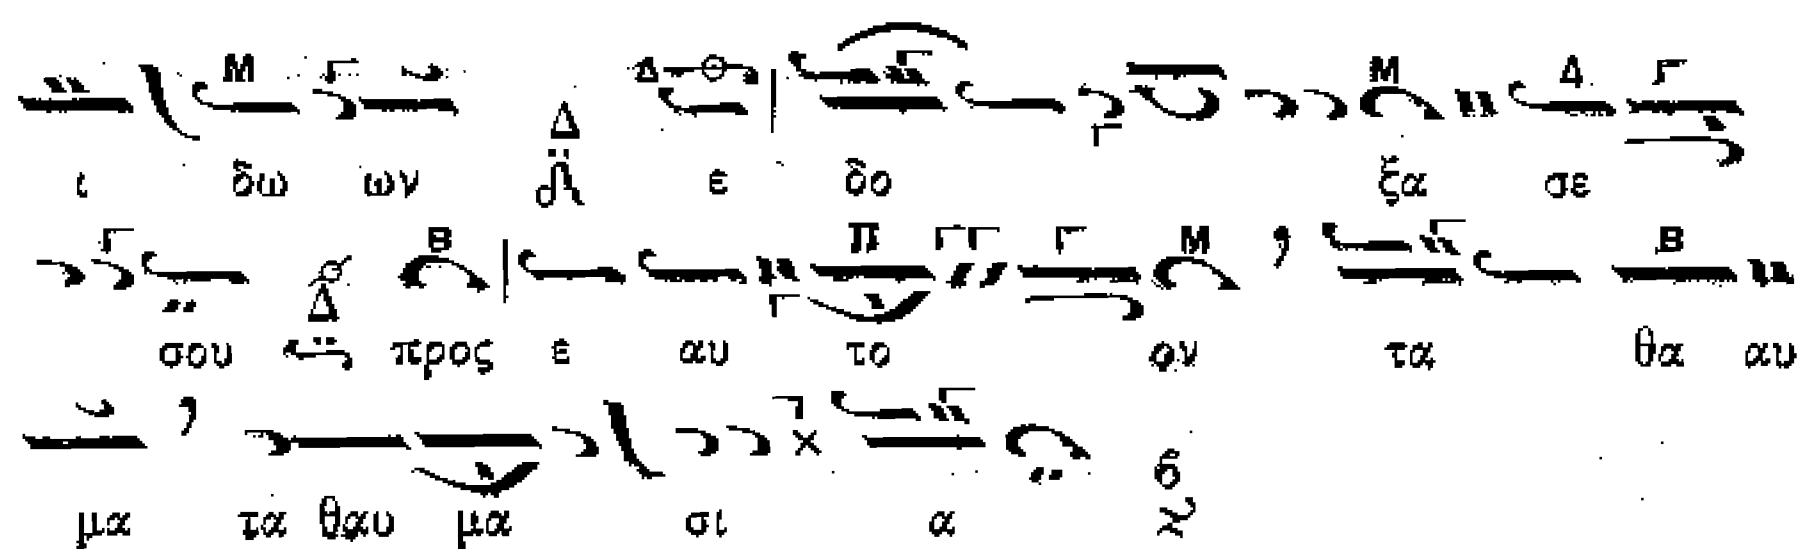 ι δω ων ε δο ξα σε
σου προς ε αυ το ον τα θα αυ
μα τα θαυ μα σι α